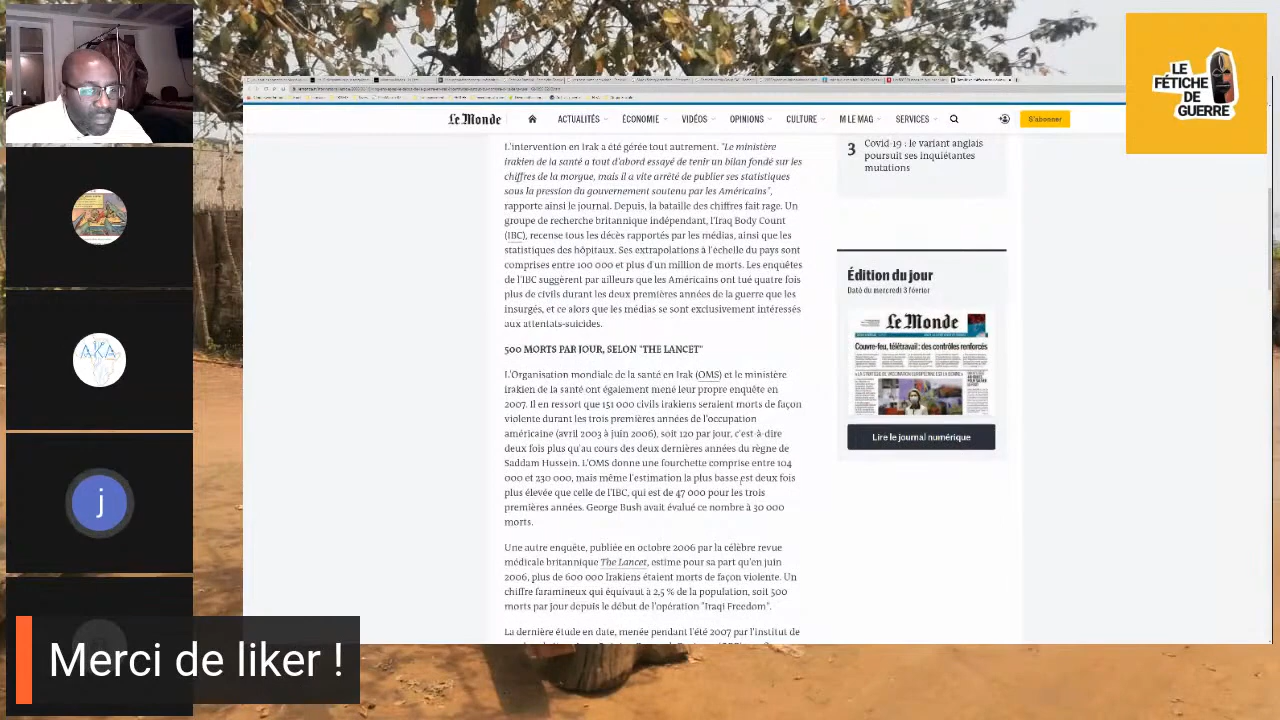 LE
FÉTICHE
DE
GUERRE
Le Monde
ACTUALITÉS
ÉCONOMIE
VIDÉOS
OPINIONS
CULTURE
M LE MAG
SERVICES
S'abonner
L'intervention en Irak a été gérée tout autrement. "Le ministère
irakien de la santé a tout d'abord essayé de tenir un bilan fondé sur les
chiffres de la morgue, mais il a vite arrêté de publier ses statistiques
sous la pression du gouvernement soutenu par les Américains",
rapporte ainsi le journal. Depuis, la bataille des chiffres fait rage. Un
groupe de recherche britannique indépendant, l'Iraq Body Count
(IBC), recense tous les décès rapportés par les médias, ainsi que les
statistiques des hôpitaux. Ses extrapolations à l'échelle du pays sont
comprises entre 100 000 et plus d'un million de morts. Les enquêtes
de l'IBC suggèrent par ailleurs que les Américains ont tué quatre fois
plus de civils durant les deux premières années de la guerre que les
insurgés, et ce alors que les médias se sont exclusivement intéressés
aux attentats-suicides.
500 MORTS PAR JOUR, SELON "THE LANCET"
L'Organisation mondiale de la santé en Irak (OMS) et le ministère
irakien de la santé ont également mené leur propre enquête en
2007. Il en ressort que 151 000 civils irakiens seraient morts de façon
violente durant les trois premières années de l'occupation
américaine (avril 2003 à juin 2006), soit 120 par jour, c'est-à-dire
deux fois plus qu'au cours des deux dernières années du règne de
Saddam Hussein. L'OMS donne une fourchette comprise entre 104
000 et 230 000, mais même l'estimation la plus basse est deux fois
plus élevée que celle de l'IBC, qui est de 47 000 pour les trois
premières années. George Bush avait évalué ce nombre à 30 000
morts.
Une autre enquête, publiée en octobre 2006 par la célèbre revue
médicale britannique The Lancet, estime pour sa part qu'en juin
2006, plus de 600 000 Irakiens étaient morts de façon violente. Un
chiffre faramineux qui équivaut à 2,5 % de la population, soit 500
morts par jour depuis le début de l'opération "Iraqi Freedom".
La dernière étude en date, menée pendant l'été 2007 par l'institut de
3
Covid-19 : le variant anglais
poursuit ses inquiétantes
mutations
Édition du jour
Daté du mercredi 3 février
Le Monde
Couvre-feu, télétravail : des contrôles renforcés
Lire le journal numérique
AKA
j
Merci de liker !